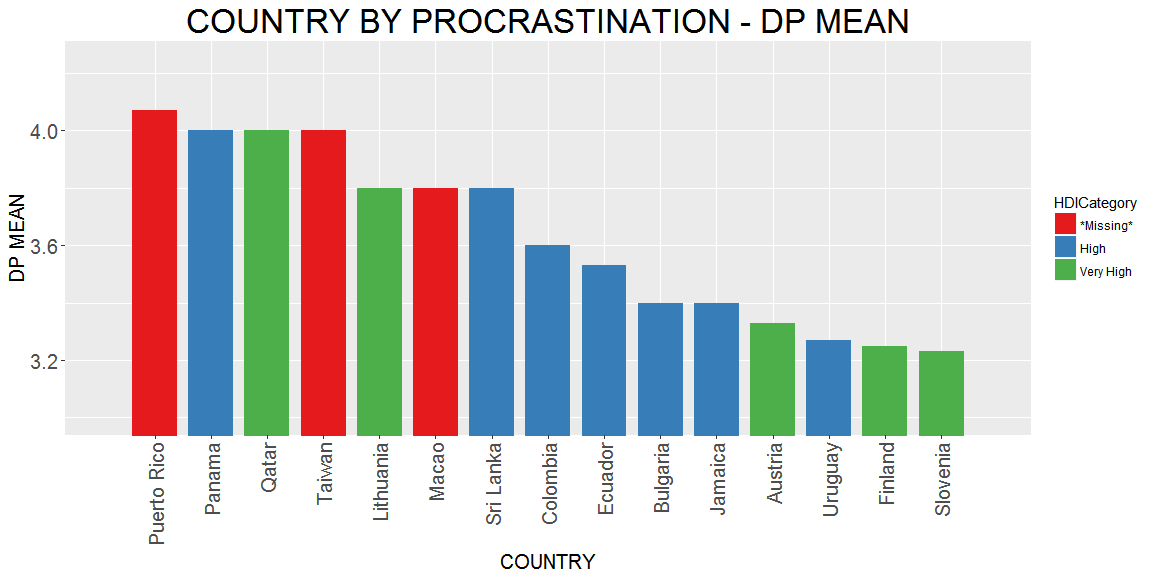 COUNTRY BY PROCRASTINATION - DP MEAN
DP MEAN
4.0
3.6
3.2
Puerto Rico
Panama
Qatar
Taiwan
Lithuania
Macao
Sri Lanka
Colombia
Ecuador
Bulgaria
Jamaica
Austria
Uruguay
Finland
Slovenia
COUNTRY
HDICategory
*Missing*
High
Very High